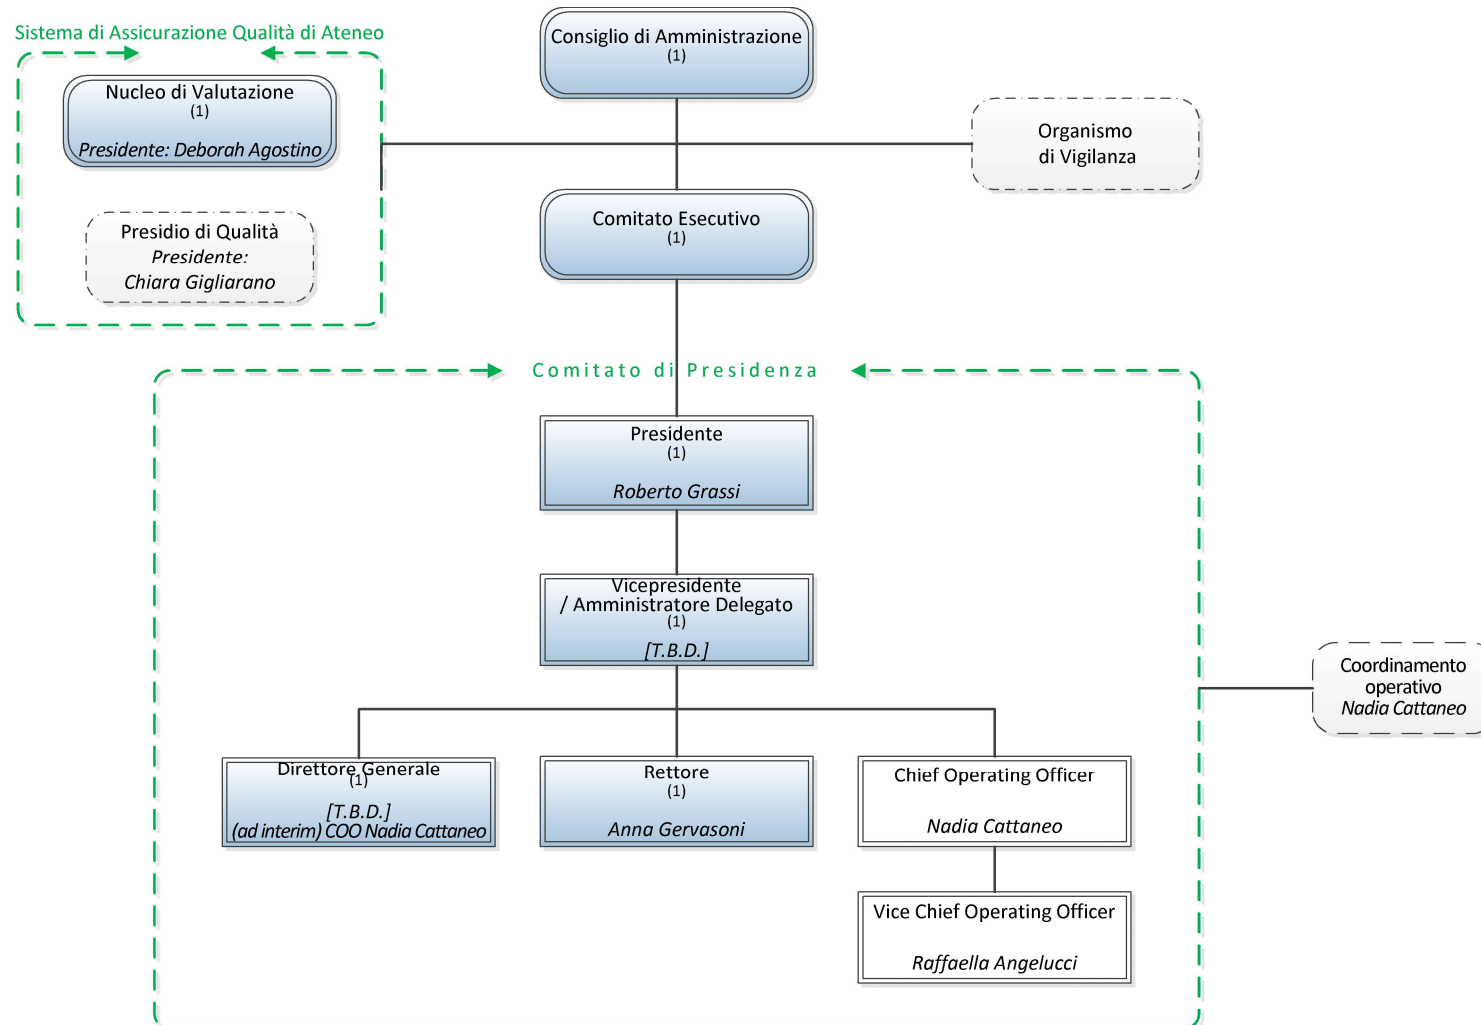 Sistema di Assicurazione Qualità di Ateneo
Consiglio di Amministrazione
(1)
Nucleo di Valutazione
(1)
Presidente: Deborah Agostino
Organismo
di Vigilanza
Presidio di Qualità
Presidente:
Chiara Gigliarano
Comitato Esecutivo
(1)
Comitato di Presidenza
Presidente
(1)
Roberto Grassi
Vicepresidente
/ Amministratore Delegato
(1)
[T.B.D.]
Coordinamento
operativo
Nadia Cattaneo
Direttore Generale
(1)
[T.B.D.]
(ad interim) COO Nadia Cattaneo
Rettore
(1)
Anna Gervasoni
Chief Operating Officer
Nadia Cattaneo
Vice Chief Operating Officer
Raffaella Angelucci